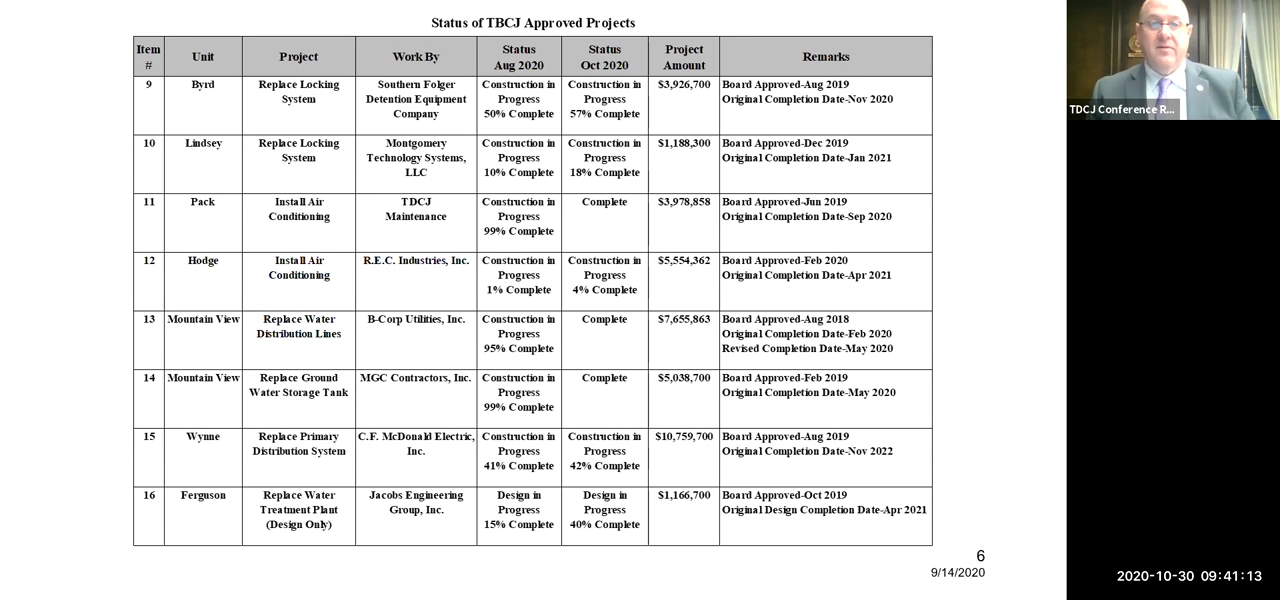 Status of TBCJ Approved Projects
Item # Unit Project Work By Status Aug 2020 Status Oct 2020 Project Amount Remarks
9 Byrd Replace Locking System Southern Folger Detention Equipment Company Construction in Progress 50% Complete Construction in Progress 57% Complete $3,926,700 Board Approved-Aug 2019
Original Completion Date-Nov 2020
10 Lindsey Replace Locking System Montgomery Technology Systems, LLC Construction in Progress 10% Complete Construction in Progress 18% Complete $1,188,300 Board Approved-Dec 2019
Original Completion Date-Jan 2021
11 Pack Install Air Conditioning TDCJ Maintenance Construction in Progress 99% Complete Complete $3,978,858 Board Approved-Jun 2019
Original Completion Date-Sep 2020
12 Hodge Install Air Conditioning R.E.C. Industries, Inc. Construction in Progress 1% Complete Construction in Progress 4% Complete $5,554,362 Board Approved-Feb 2020
Original Completion Date-Apr 2021
13 Mountain View Replace Water Distribution Lines B-Corp Utilities, Inc. Construction in Progress 95% Complete Complete $7,655,863 Board Approved-Aug 2018
Original Completion Date-Feb 2020
Revised Completion Date-May 2020
14 Mountain View Replace Ground Water Storage Tank MGC Contractors, Inc. Construction in Progress 99% Complete Complete $5,038,700 Board Approved-Feb 2019
Original Completion Date-May 2020
15 Wynne Replace Primary Distribution System C.F. McDonald Electric, Inc. Construction in Progress 41% Complete Construction in Progress 42% Complete $10,759,700 Board Approved-Aug 2019
Original Completion Date-Nov 2022
16 Ferguson Replace Water Treatment Plant (Design Only) Jacobs Engineering Group, Inc. Design in Progress 15% Complete Design in Progress 40% Complete $1,166,700 Board Approved-Oct 2019
Original Design Completion Date-Apr 2021
6
9/14/2020
TDCJ Conference R...
2020-10-30 09:41:13